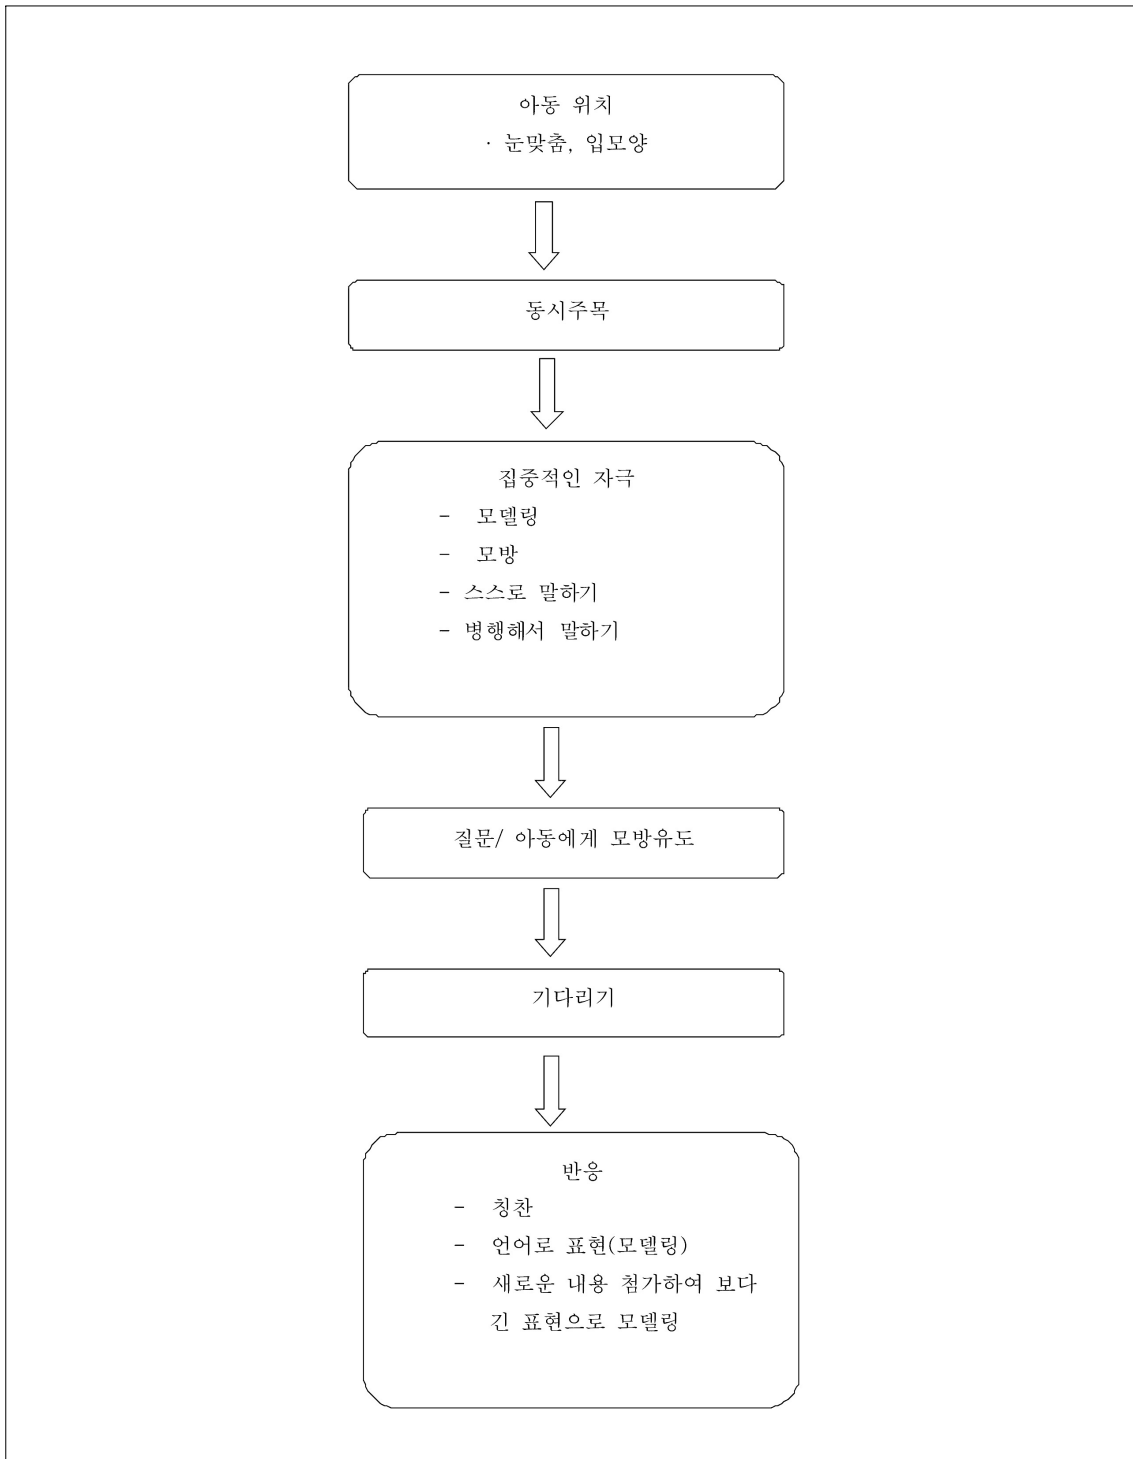 아동 위치
· 눈맞춤, 입모양
동시주목
집중적인 자극
- 모델링
- 모방
- 스스로 말하기
- 병행해서 말하기
질문/ 아동에게 모방유도
기다리기
반응
- 칭찬
- 언어로 표현(모델링)
- 새로운 내용 첨가하여 보다
긴 표현으로 모델링